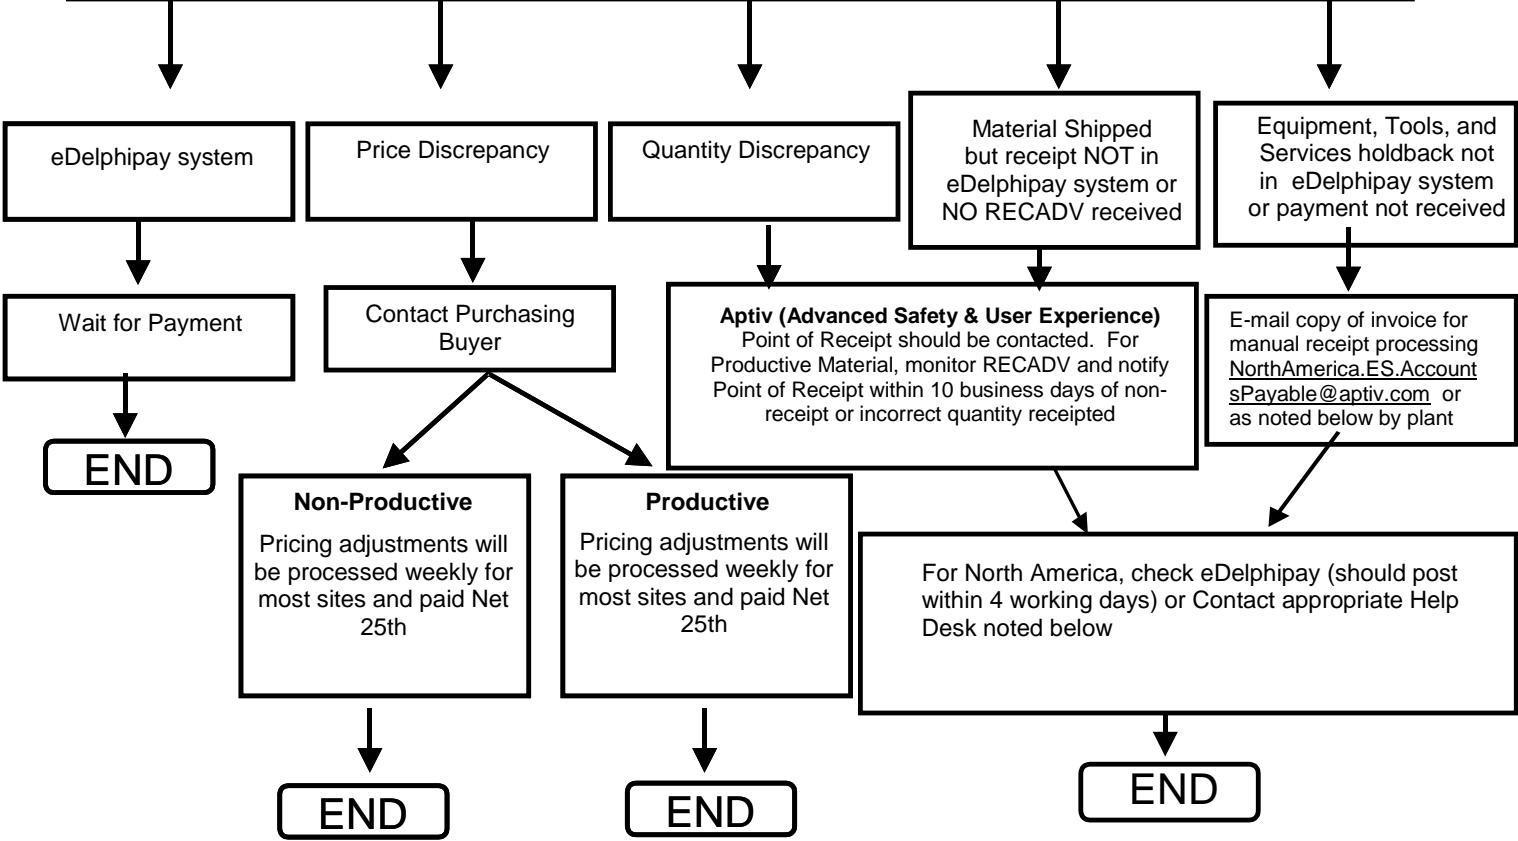 eDelphipay system
Price Discrepancy
Quantity Discrepancy
Material Shipped
but receipt NOT in
eDelphipay system or
NO RECADV received
Equipment, Tools, and
Services holdback not
in eDelphipay system
or payment not received
Wait for Payment
Contact Purchasing
Buyer
Aptiv (Advanced Safety & User Experience)
Point of Receipt should be contacted. For
Productive Material, monitor RECADV and notify
Point of Receipt within 10 business days of non-
receipt or incorrect quantity receipted
E-mail copy of invoice for
manual receipt processing
NorthAmerica.ES.Account
sPayable@aptiv.com or
as noted below by plant
END
Non-Productive
Pricing adjustments will
be processed weekly for
most sites and paid Net
25th
Productive
Pricing adjustments will
be processed weekly for
most sites and paid Net
25th
For North America, check eDelphipay (should post
within 4 working days) or Contact appropriate Help
Desk noted below
END
END
END